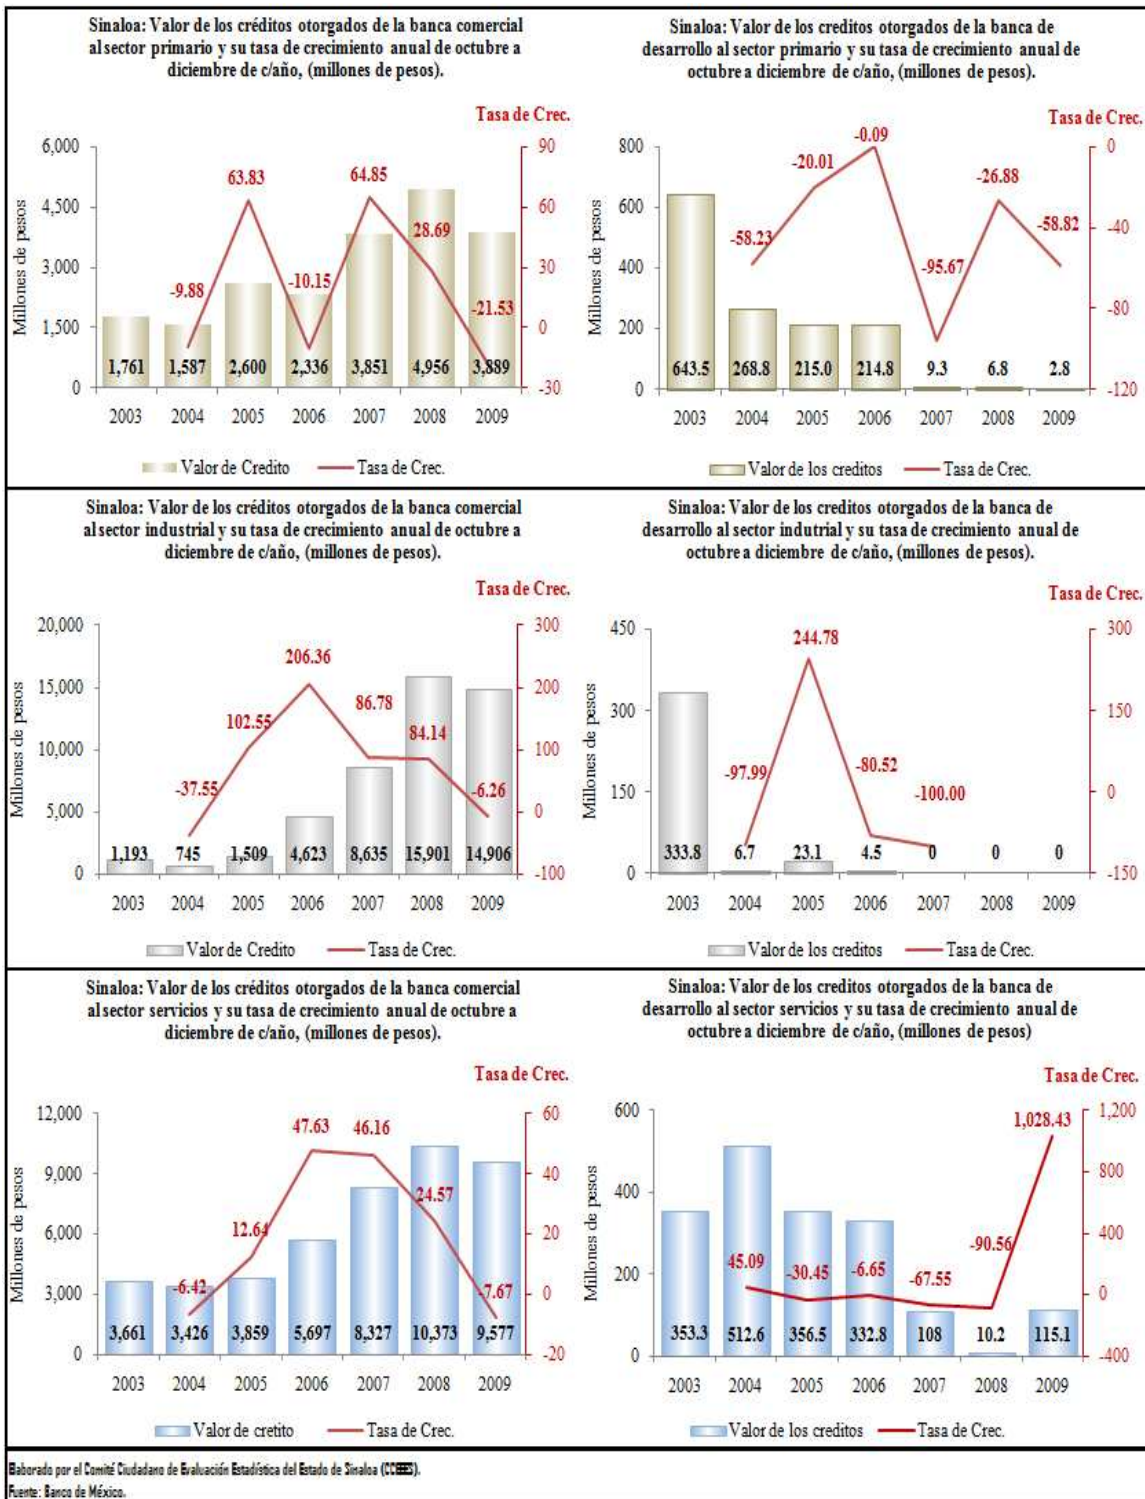 Sinaloa: Valor de los créditos otorgados de la banca comercial
al sector primario y su tasa de crecimiento anual de octubre a
diciembre de c/año, (millones de pesos).
Tasa de Crec.
Millones de pesos
6,000
4,500
3,000
1,500
0
90
60
30
0
-30
-9.88
63.83
-10.15
64.85
28.69
-21.53
1,761 1,587 2,600 2,336 3,851 4,956 3,889
2003 2004 2005 2006 2007 2008 2009
Valor de Credito Tasa de Crec.
Sinaloa: Valor de los creditos otorgados de la banca de
desarrollo al sector primario y su tasa de crecimiento anual de
octubre a diciembre de c/año, (millones de pesos).
Tasa de Crec.
Millones de pesos
800
600
400
200
0
0
-40
-80
-120
-58.23
-20.01
-0.09
-95.67
-26.88
-58.82
643.5 268.8 215.0 214.8 9.3 6.8 2.8
2003 2004 2005 2006 2007 2008 2009
Valor de los creditos Tasa de Crec.
Sinaloa: Valor de los créditos otorgados de la banca comercial
al sector industrial y su tasa de crecimiento anual de octubre a
diciembre de c/año, (millones de pesos).
Tasa de Crec.
Millones de pesos
20,000
15,000
10,000
5,000
0
300
200
100
0
-100
-37.55
102.55
206.36
86.78
84.14
-6.26
1,193 745 1,509 4,623 8,635 15,901 14,906
2003 2004 2005 2006 2007 2008 2009
Valor de Credito Tasa de Crec.
Sinaloa: Valor de los creditos otorgados de la banca de
desarrollo al sector indutrial y su tasa de crecimiento anual de
octubre a diciembre de c/año, (millones de pesos).
Tasa de Crec.
Millones de pesos
450
300
150
0
300
150
0
-150
-97.99
244.78
-80.52
-100.00
333.8 6.7 23.1 4.5 0 0 0
2003 2004 2005 2006 2007 2008 2009
Valor de los creditos Tasa de Crec.
Sinaloa: Valor de los créditos otorgados de la banca comercial
al sector servicios y su tasa de crecimiento anual de octubre a
diciembre de c/año, (millones de pesos).
Tasa de Crec.
Millones de pesos
12,000
9,000
6,000
3,000
0
60
40
20
0
-20
-6.42
12.64
47.63
46.16
24.57
-7.67
3,661 3,426 3,859 5,697 8,327 10,373 9,577
2003 2004 2005 2006 2007 2008 2009
Valor de cretito Tasa de Crec.
Sinaloa: Valor de los creditos otorgados de la banca de
desarrollo al sector servicios y su tasa de crecimiento anual de
octubre a diciembre de c/año, (millones de pesos)
Tasa de Crec.
Millones de pesos
600
400
200
0
1,200
800
400
0
-400
45.09
-30.45
-6.65
-67.55
-90.56
1,028.43
353.3 512.6 356.5 332.8 108 10.2 115.1
2003 2004 2005 2006 2007 2008 2009
Valor de los creditos Tasa de Crec.
Elaborado por el Comité Ciudadano de Evaluación Estadística del Estado de Sinaloa
Fuente: Banco de México.